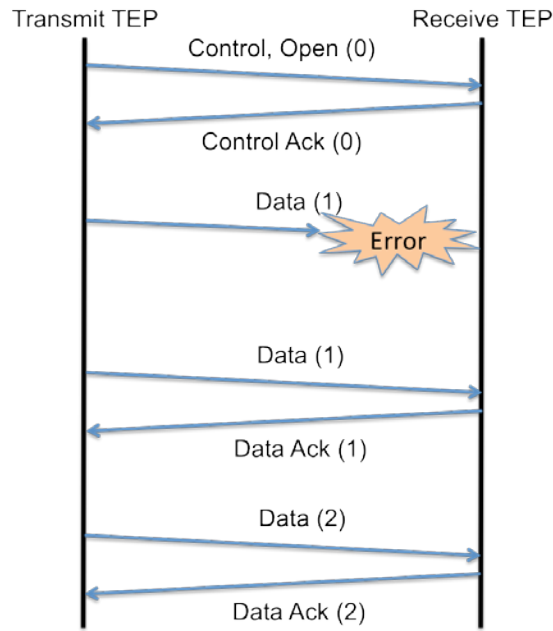 Transmit TEP
Receive TEP
Control, Open (0)
Control Ack (0)
Data (1)
Error
Data (1)
Data Ack (1)
Data (2)
Data Ack (2)